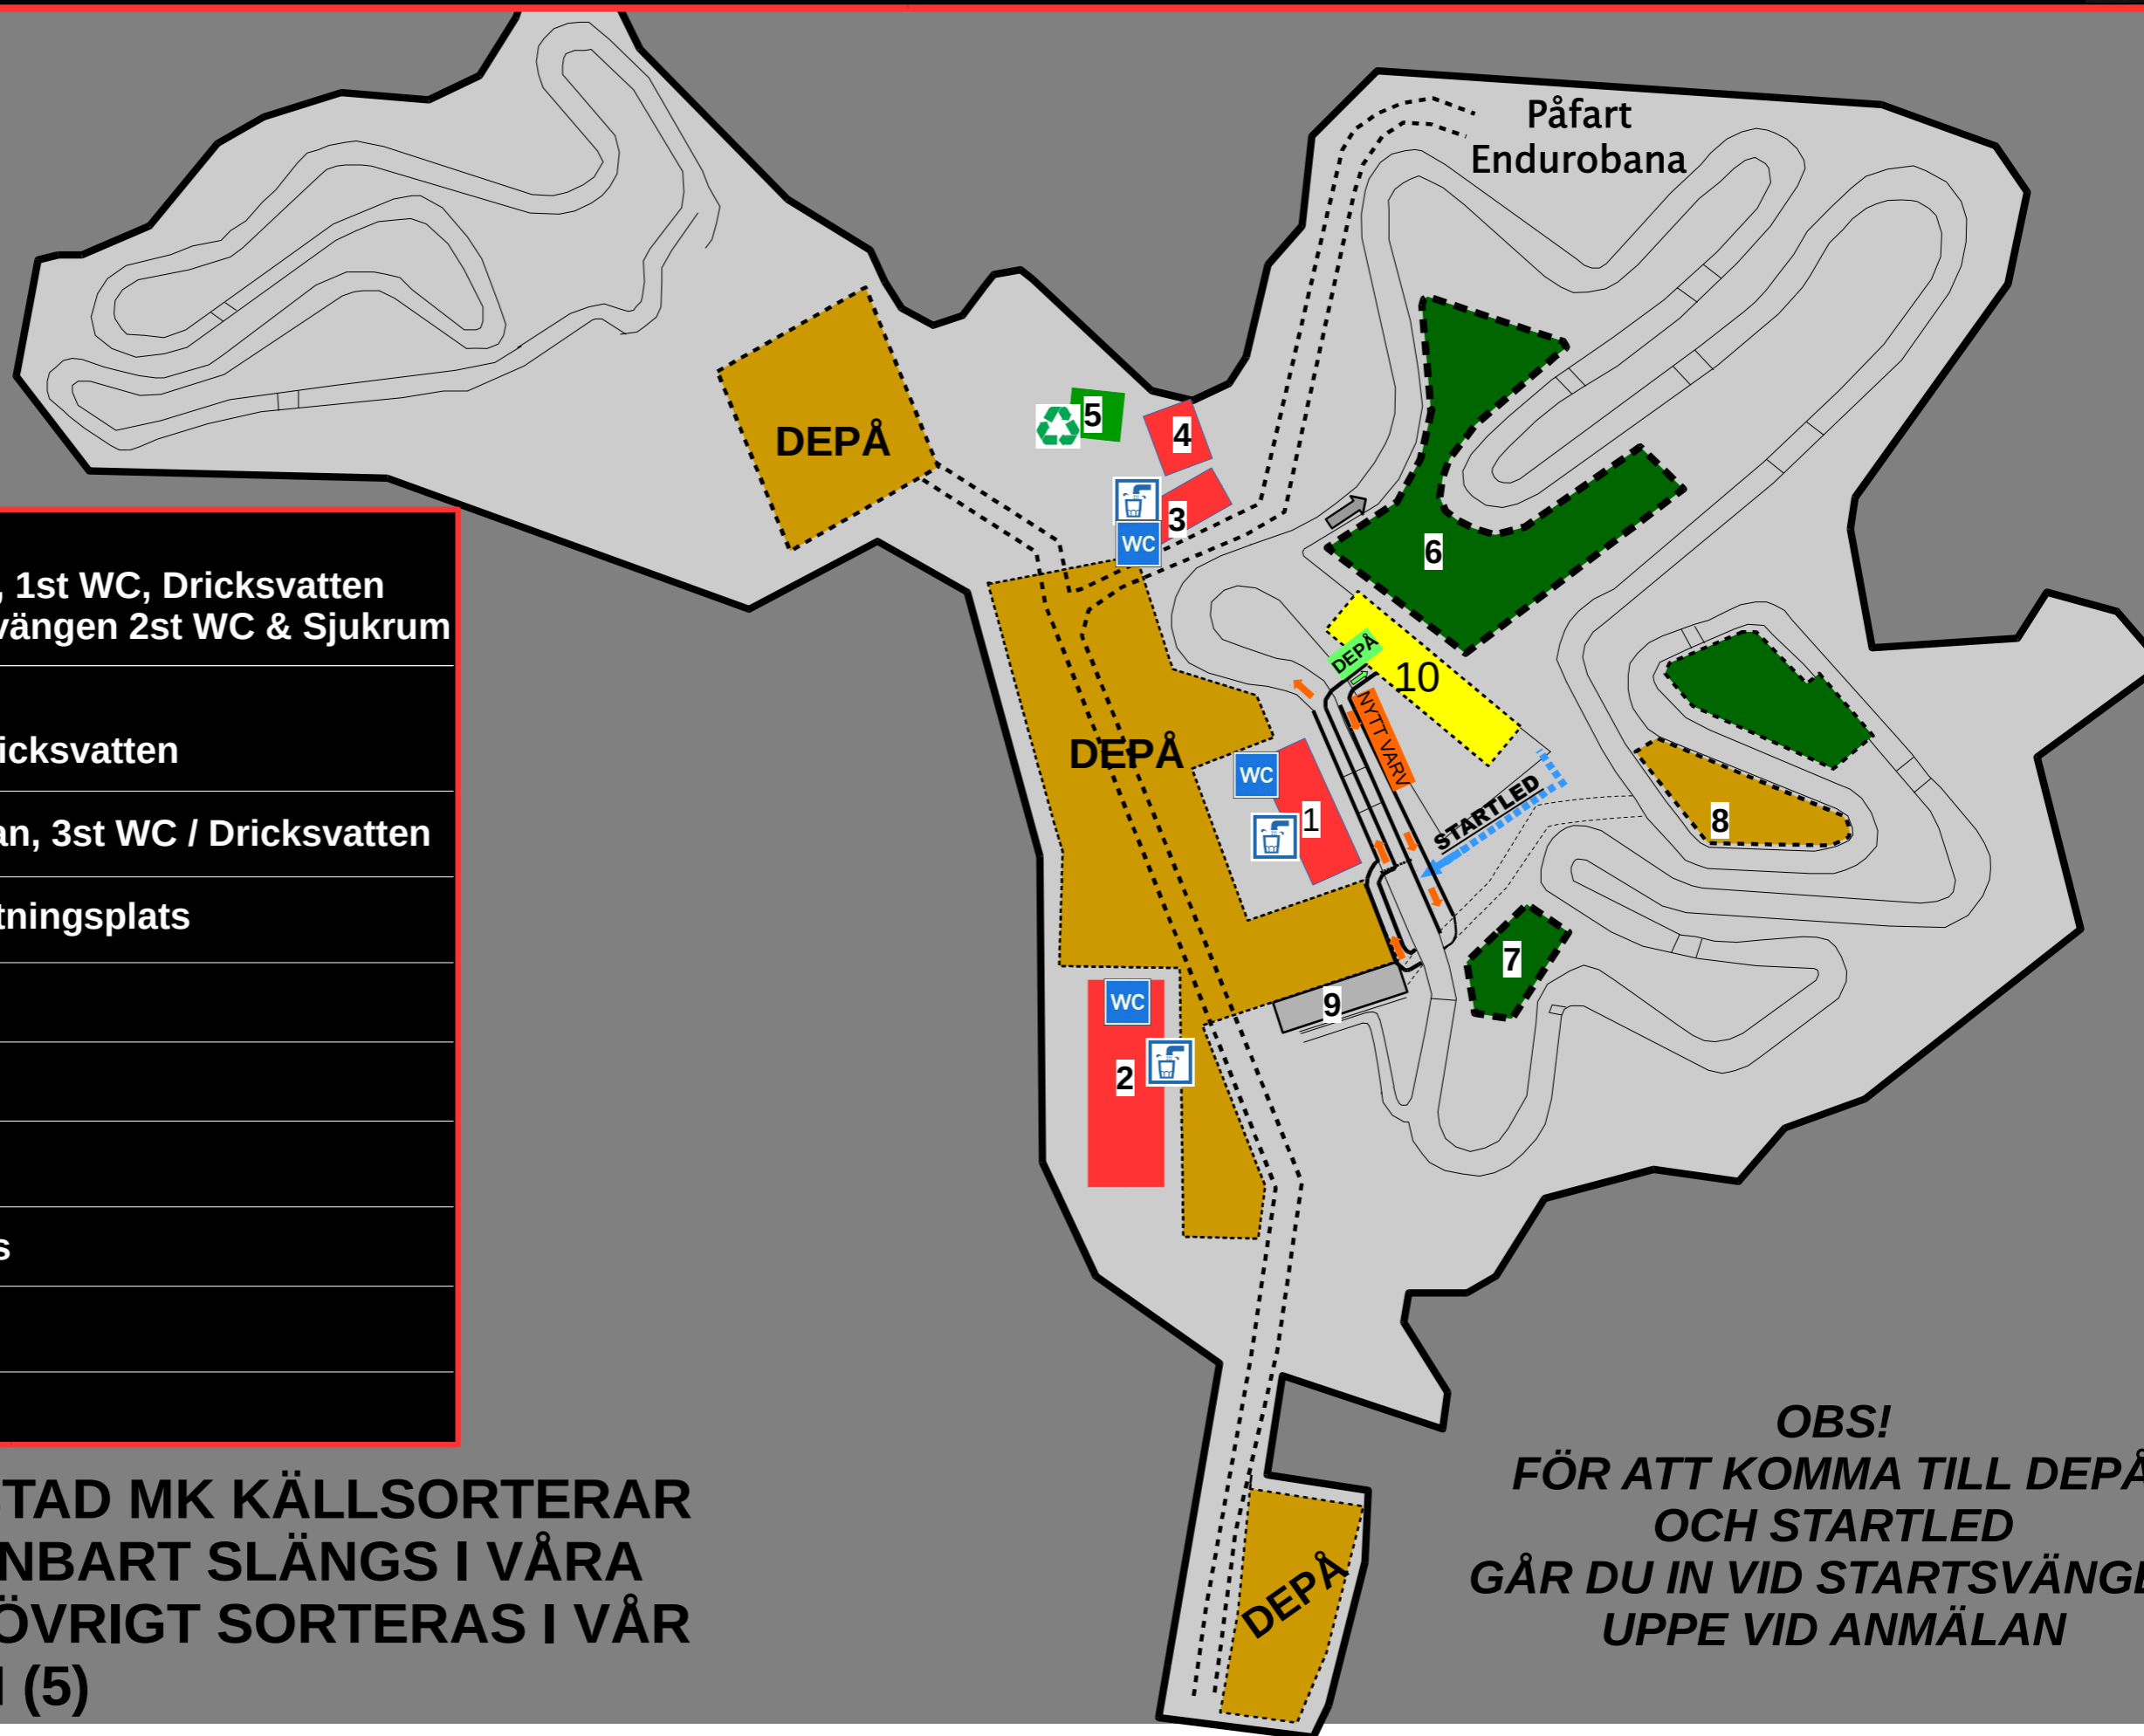 Påfart
Endurobana
DEPÅ
5
4
3
WC
6
10
DEPÅ
NYTT VARV
DEPÅ
WC
1
STARTLED
8
7
9
WC
2
DEPÅ
, 1st WC, Dricksvatten
vängen 2st WC & Sjukrum
icksvatten
an, 3st WC / Dricksvatten
tningsplats
s
STAD MK KÄLLSORTERAR
NBART SLÄNGS I VÅRA
ÖVRIGT SORTERAS I VÅR
(5)
OBS!
FÖR ATT KOMMA TILL DEPÅ
OCH STARTLED
GÅR DU IN VID STARTSVÄNGE
UPPE VID ANMÄLAN